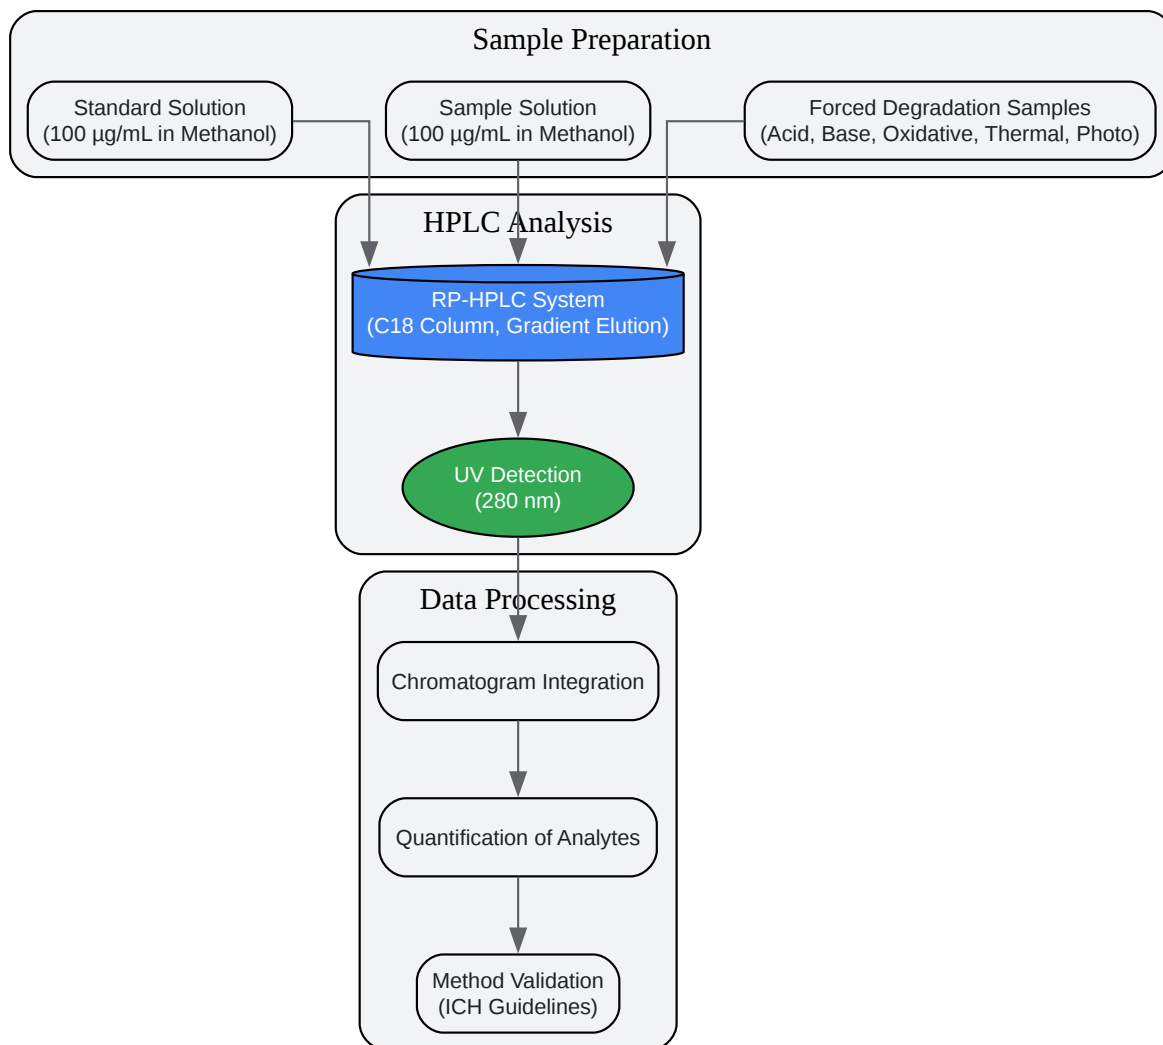 Sample Preparation
Standard Solution
(100 µg/mL in Methanol)
Sample Solution
(100 µg/mL in Methanol)
Forced Degradation Samples
(Acid, Base, Oxidative, Thermal, Photo)
HPLC Analysis
RP-HPLC System
(C18 Column, Gradient Elution)
UV Detection
(280 nm)
Data Processing
Chromatogram Integration
Quantification of Analytes
Method Validation
(ICH Guidelines)